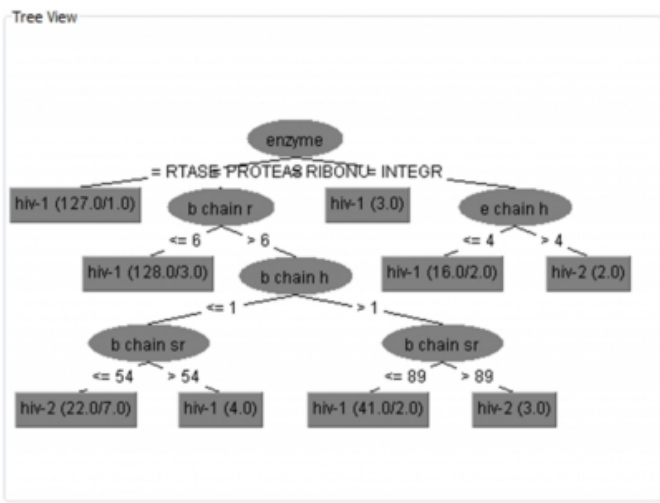 Tree View
enzyme
= RTASE = PROTEAS = RIBONU = INTEGR
hiv-1 (127.0/1.0) b chain r hiv-1 (3.0) e chain h
<= 6 > 6 <= 4 > 4
hiv-1 (128.0/3.0) b chain h hiv-1 (16.0/2.0) hiv-2 (2.0)
<= 1 > 1
b chain sr b chain sr
<= 54 > 54 <= 89 > 89
hiv-2 (22.0/7.0) hiv-1 (4.0) hiv-1 (41.0/2.0) hiv-2 (3.0)